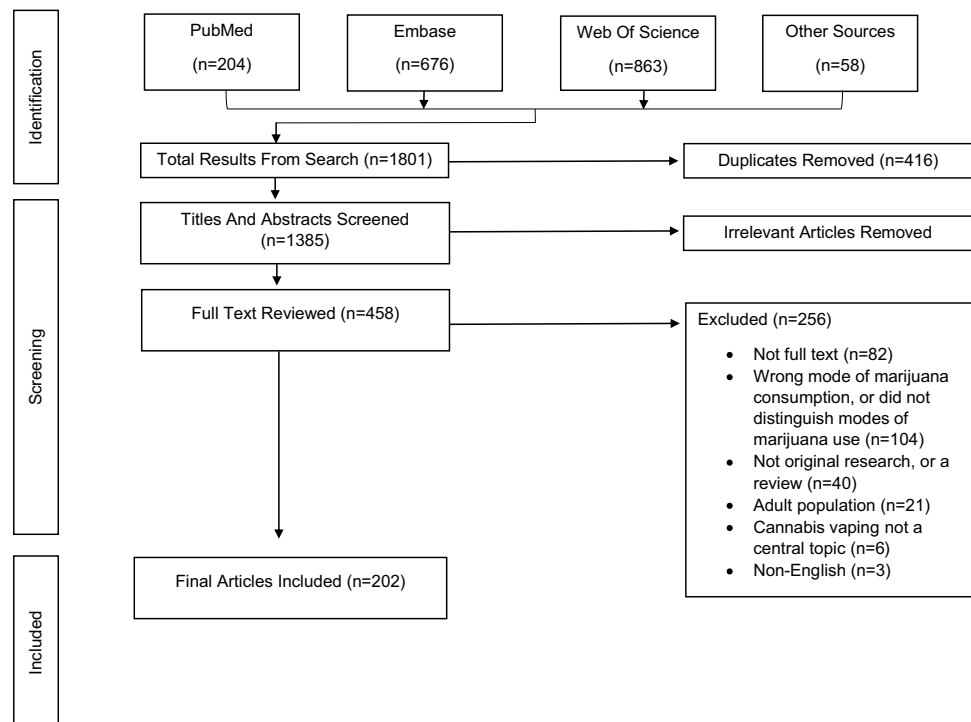 Identification
PubMed
(n=204)
Embase
(n=676)
Web Of Science
(n=863)
Other Sources
(n=58)
Total Results From Search (n=1801)
Duplicates Removed (n=416)
Screening
Titles And Abstracts Screened
(n=1385)
Irrelevant Articles Removed
Full Text Reviewed (n=458)
Excluded (n=256)
• Not full text (n=82)
• Wrong mode of marijuana
consumption, or did not
distinguish modes of
marijuana use (n=104)
• Not original research, or a
review (n=40)
• Adult population (n=21)
• Cannabis vaping not a
central topic (n=6)
• Non-English (n=3)
Included
Final Articles Included (n=202)